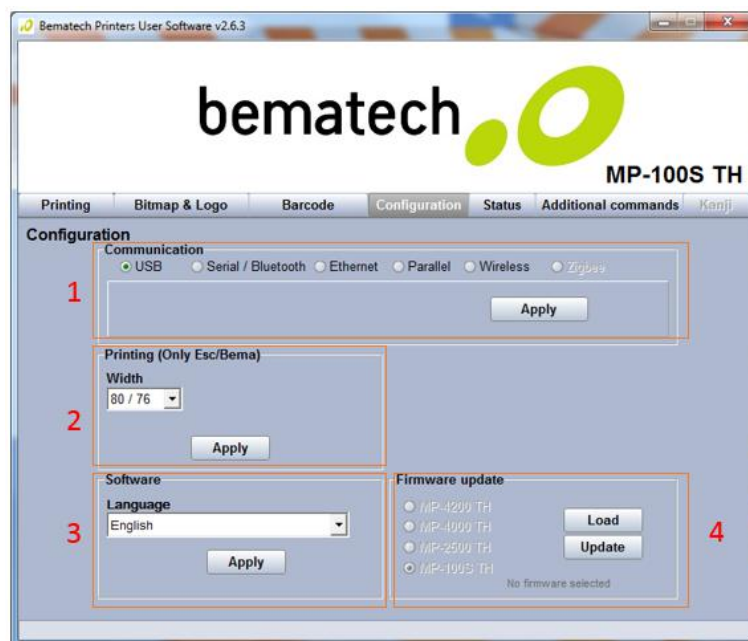 Bematech Printers User Software v2.6.3
bematech
MP-100S TH
Printing Bitmap & Logo Barcode Configuration Status Additional commands Kanji
Configuration
Communication
USB Serial / Bluetooth Ethernet Parallel Wireless Zigbee
1
Apply
Printing (Only Esc/Bema)
Width
80 / 76
2
Apply
Software
Language
English
3
Apply
Firmware update
MP-4200 TH
MP-4000 TH
MP-2500 TH
MP-100S TH
Load
Update
4
No firmware selected